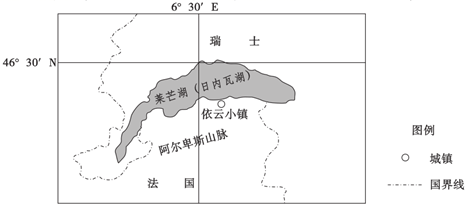 6°30′E
瑞 士
46°30′N
莱芒湖（日内瓦湖）
依云小镇
阿尔卑斯山脉
法 国
图例
城镇
国界线